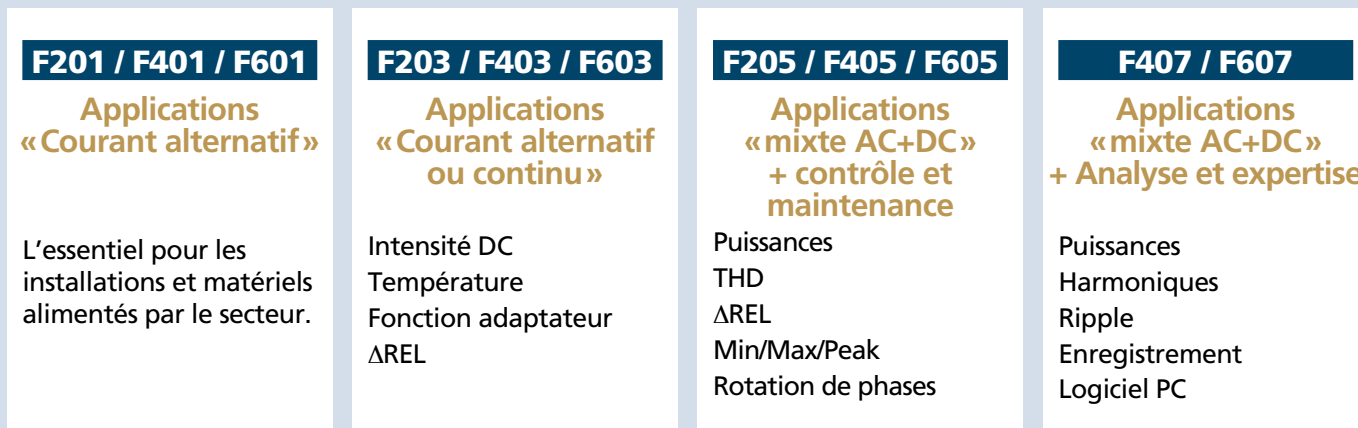 F201 / F401 / F601
Applications
«Courant alternatif»
L'essentiel pour les
installations et matériels
alimentés par le secteur.
F203 / F403 / F603
Applications
«Courant alternatif
ou continu»
Intensité DC
Température
Fonction adaptateur
∆REL
F205 / F405 / F605
Applications
«mixte AC+DC»
+ contrôle et
maintenance
Puissances
THD
∆REL
Min/Max/Peak
Rotation de phases
F407 / F607
Applications
«mixte AC+DC»
+ Analyse et expertise
Puissances
Harmoniques
Ripple
Enregistrement
Logiciel PC